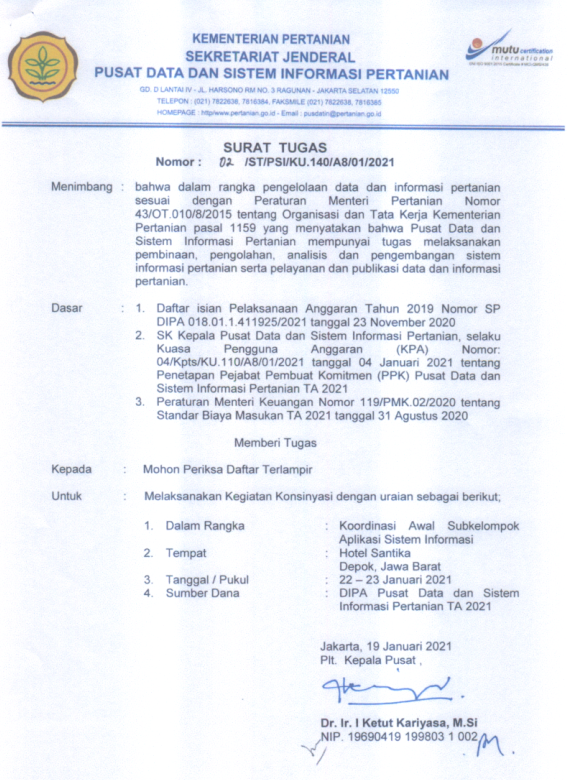 KEMENTERIAN PERTANIAN
SEKRETARIAT JENDERAL
PUSAT DATA DAN SISTEM INFORMASI PERTANIAN
GD. D LANTAI IV - JL. HARSONO RM NO. 3 RAGUNAN - JAKARTA SELATAN 12550
TELEPON : (021) 7822638, 7816384, FAKSMILE (021) 7822638, 7816385
HOMEPAGE : http/www.pertanian.go.id - Email : pusdatin@pertanian.go.id
mutu certification
international
SURAT TUGAS
Nomor : 02 /ST/PSI/KU.140/A8/01/2021
Menimbang : bahwa dalam rangka pengelolaan data dan informasi pertanian
sesuai dengan Peraturan Menteri Pertanian Nomor
43/OT.010/8/2015 tentang Organisasi dan Tata Kerja Kementerian
Pertanian pasal 1159 yang menyatakan bahwa Pusat Data dan
Sistem Informasi Pertanian mempunyai tugas melaksanakan
pembinaan, pengolahan, analisis dan pengembangan sistem
informasi pertanian serta pelayanan dan publikasi data dan informasi
pertanian.
Dasar : 1. Daftar isian Pelaksanaan Anggaran Tahun 2019 Nomor SP
DIPA 018.01.1.411925/2021 tanggal 23 November 2020
2. SK Kepala Pusat Data dan Sistem Informasi Pertanian, selaku
Kuasa Pengguna Anggaran (KPA) Nomor:
04/Kpts/KU.110/A8/01/2021 tanggal 04 Januari 2021 tentang
Penetapan Pejabat Pembuat Komitmen (PPK) Pusat Data dan
Sistem Informasi Pertanian TA 2021
3. Peraturan Menteri Keuangan Nomor 119/PMK.02/2020 tentang
Standar Biaya Masukan TA 2021 tanggal 31 Agustus 2020
Memberi Tugas
Kepada : Mohon Periksa Daftar Terlampir
Untuk : Melaksanakan Kegiatan Konsinyasi dengan uraian sebagai berikut;
1. Dalam Rangka : Koordinasi Awal Subkelompok
Aplikasi Sistem Informasi
2. Tempat : Hotel Santika
Depok, Jawa Barat
3. Tanggal / Pukul : 22 – 23 Januari 2021
4. Sumber Dana : DIPA Pusat Data dan Sistem
Informasi Pertanian TA 2021
Jakarta, 19 Januari 2021
Plt. Kepala Pusat ,
Dr. Ir. I Ketut Kariyasa, M.Si
NIP. 19690419 199803 1 002